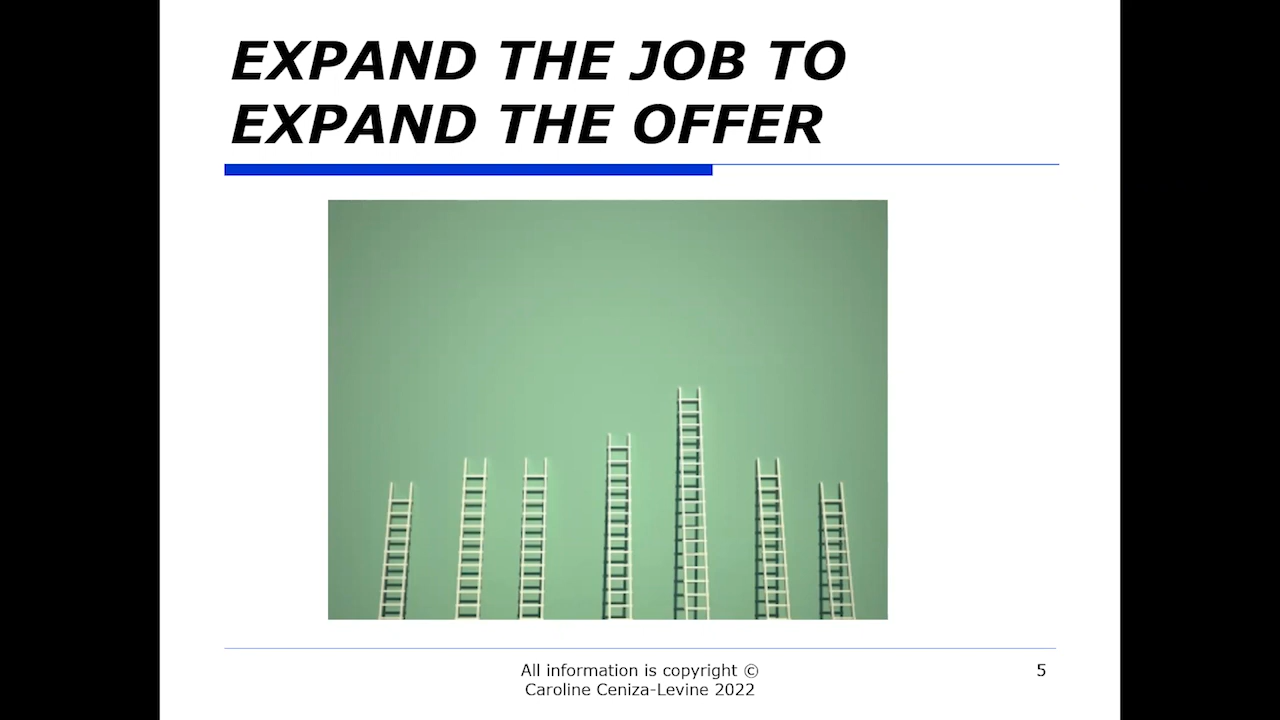 EXPAND THE JOB TO
EXPAND THE OFFER
All information is copyright ©
Caroline Ceniza-Levine 2022
5